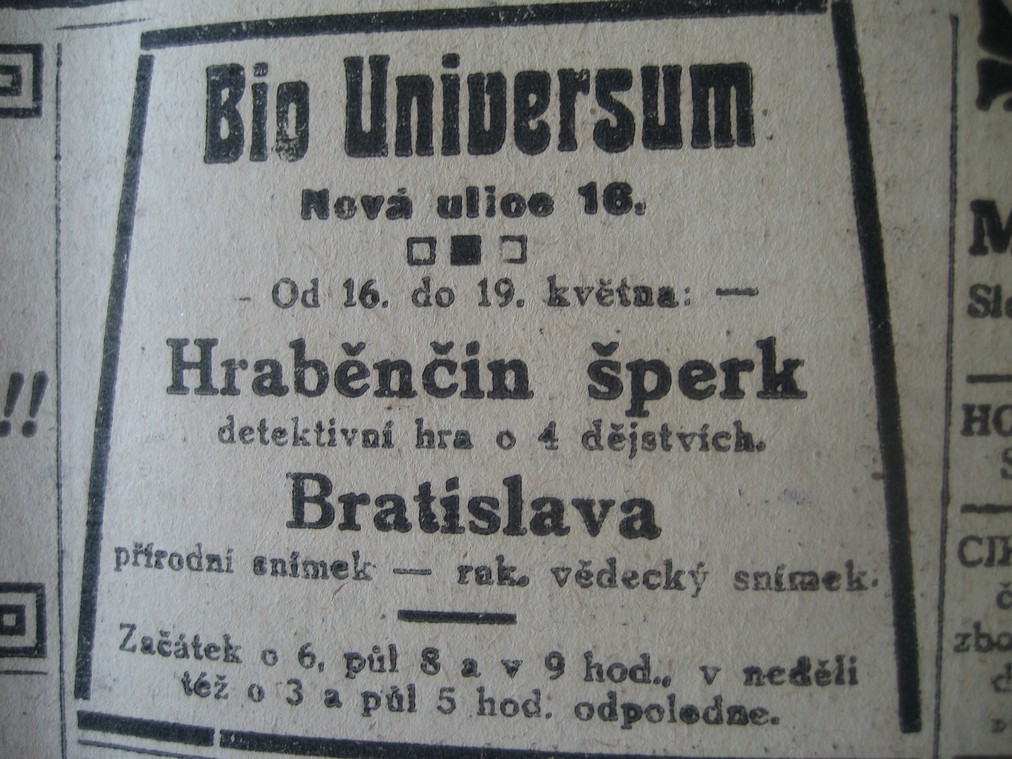 Bio Universum
Nová ulice 16.
- Od 16. do 19. května: —
Hraběnčin šperk
detektivní hra o 4 dějstvích.
Bratislava
přírodní snímek — rak. vědecký snímek.
Začátek o 6, půl 8 a v 9 hod., v neděli
též o 3 a půl 5 hod. odpoledne.
!!